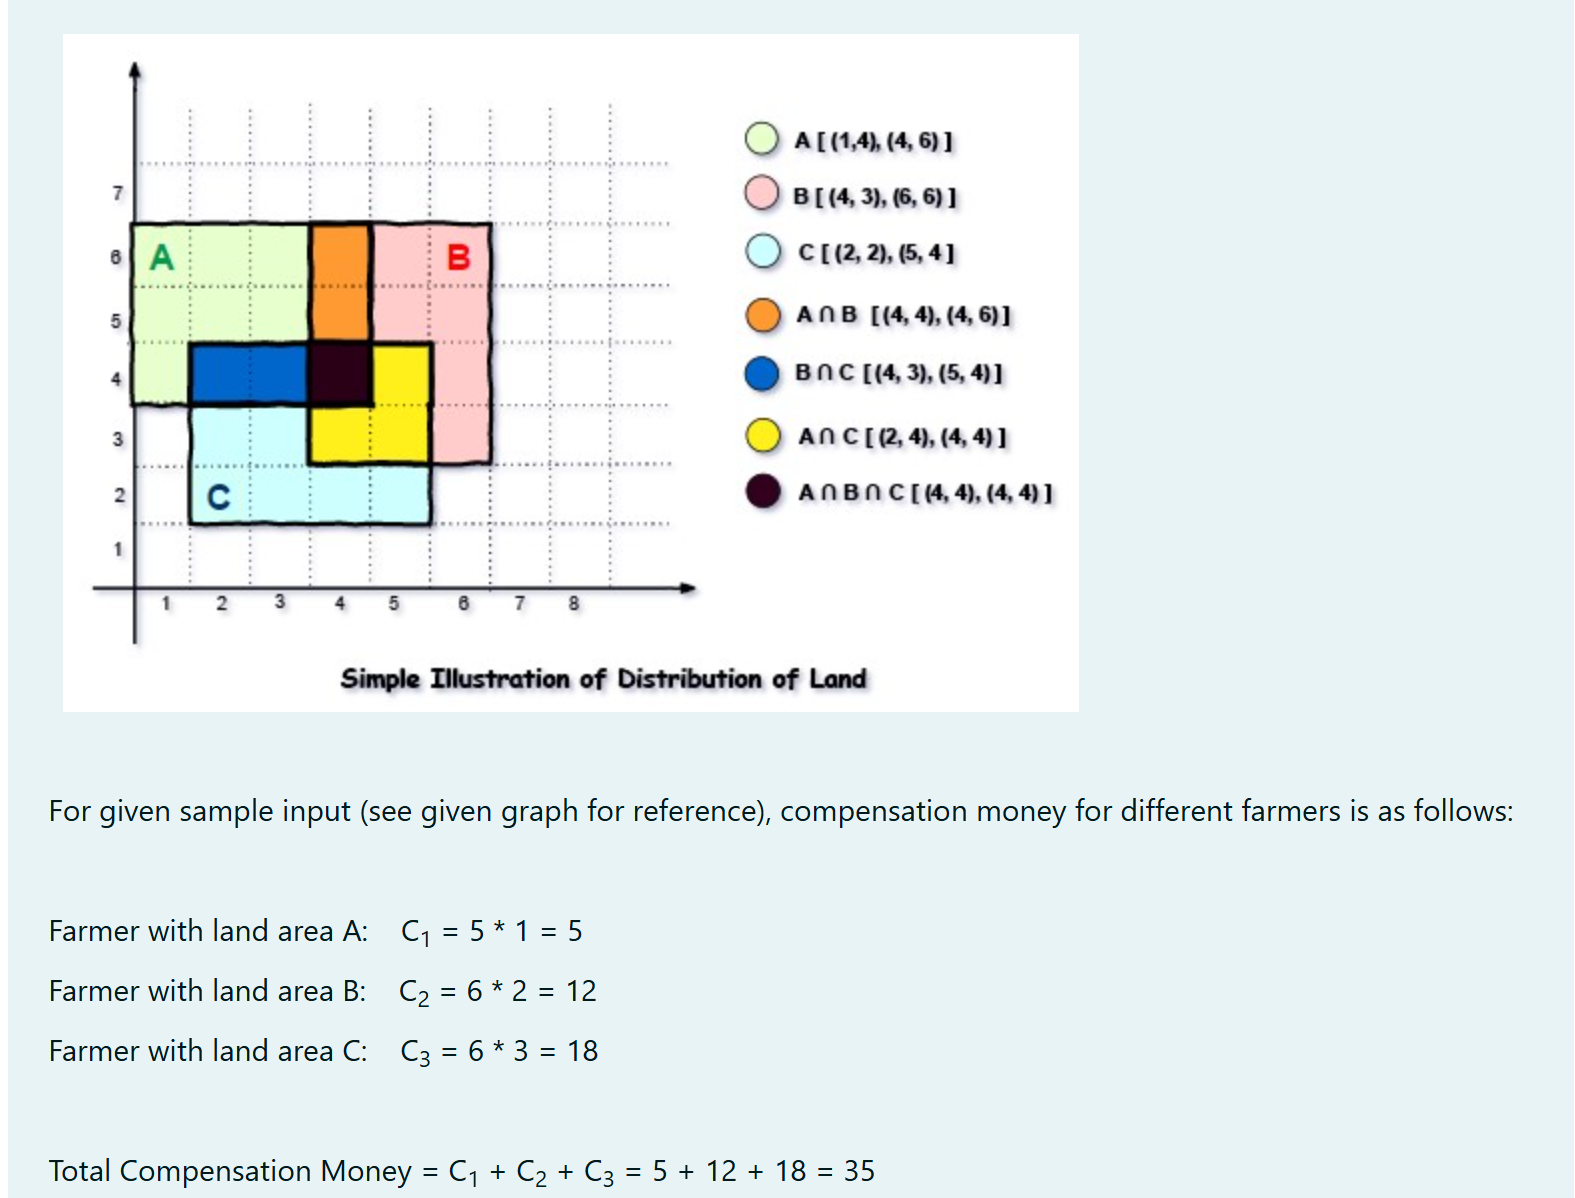 7
6
5
4
3
2
1
A
B
C
1 2 3 4 5 6 7 8
A [ (1,4), (4, 6) ]
B [ (4, 3), (6, 6) ]
C [ (2, 2), (5, 4 ]
A ∩ B [(4, 4), (4, 6)]
B ∩ C [(4, 3), (5, 4)]
A ∩ C [ (2, 4), (4, 4) ]
A ∩ B ∩ C [ (4, 4), (4, 4) ]
Simple Illustration of Distribution of Land
For given sample input (see given graph for reference), compensation money for different farmers is as follows:
Farmer with land area A: C₁ = 5 * 1 = 5
Farmer with land area B: C₂ = 6 * 2 = 12
Farmer with land area C: C₃ = 6 * 3 = 18
Total Compensation Money = C₁ + C₂ + C₃ = 5 + 12 + 18 = 35